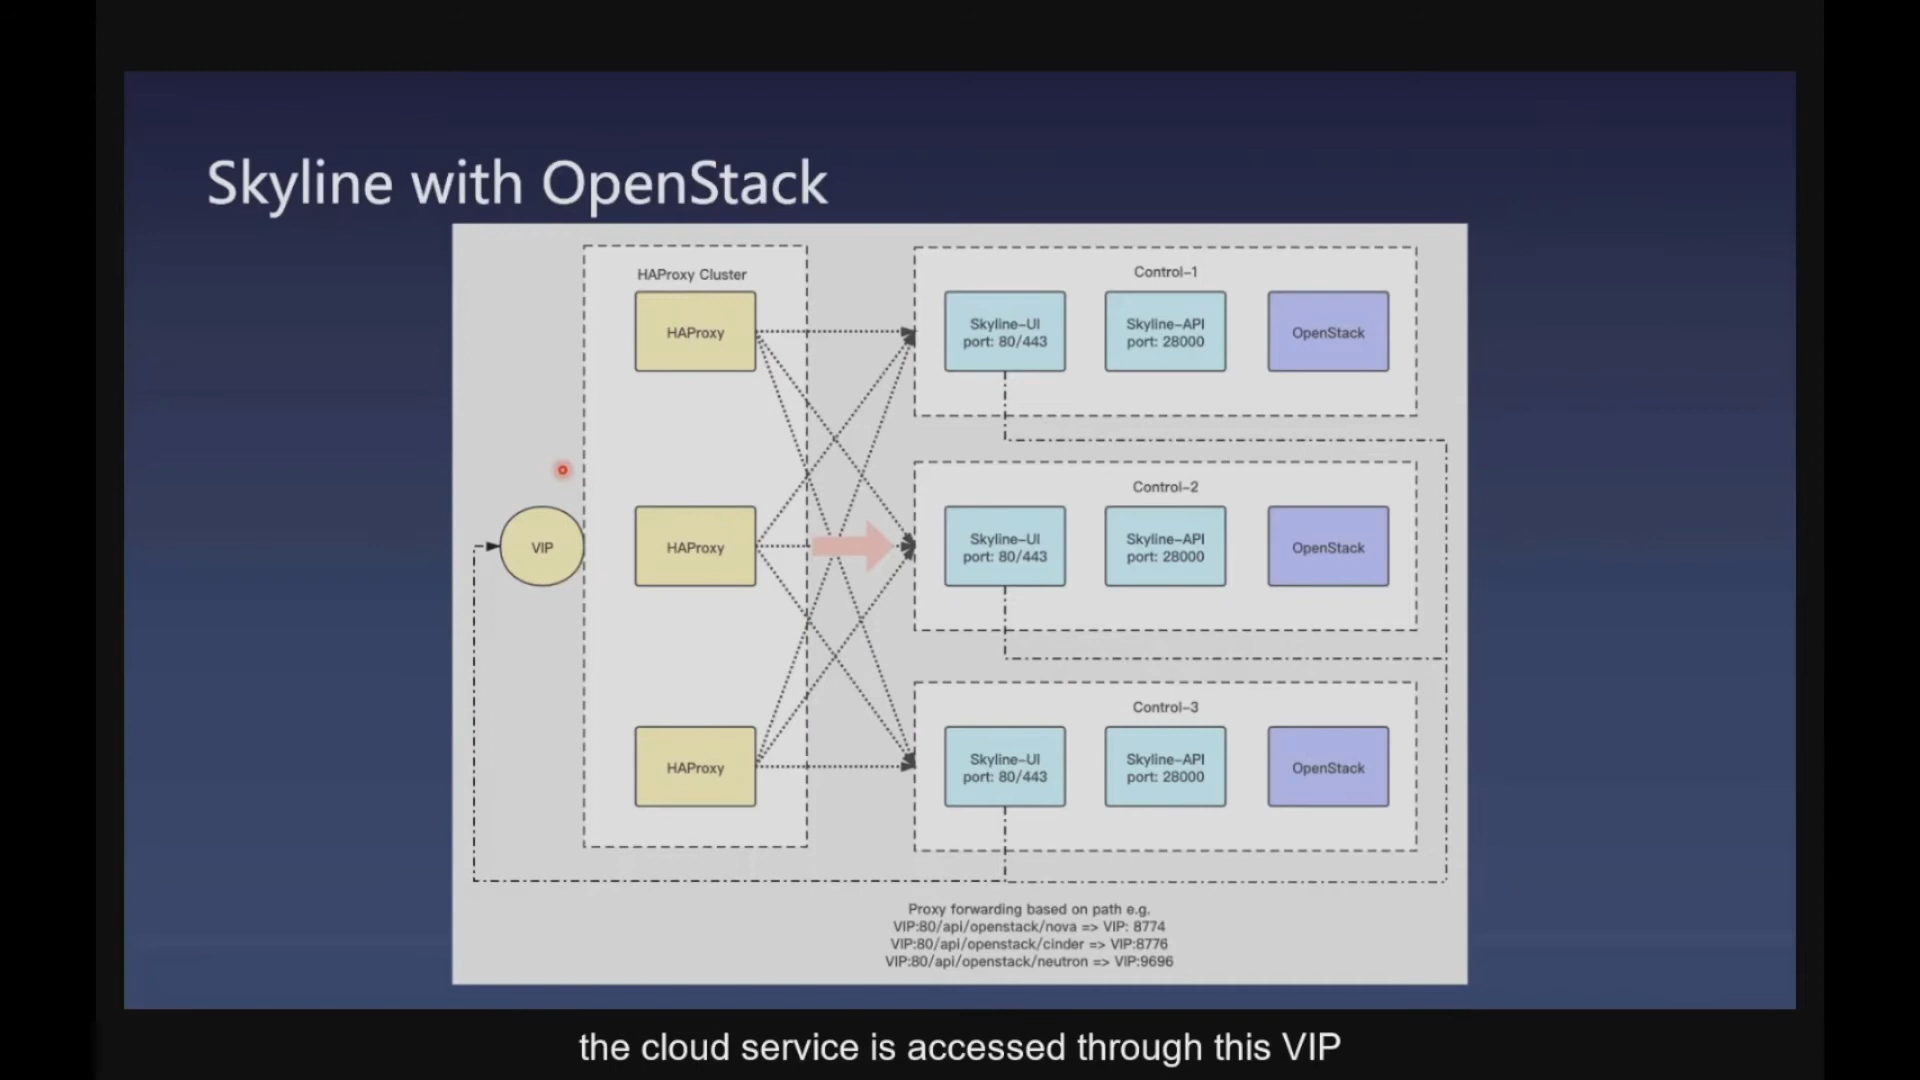 Skyline with OpenStack
HAProxy Cluster
HAProxy
HAProxy
HAProxy
VIP
Control-1
Skyline-UI
port: 80/443
Skyline-API
port: 28000
OpenStack
Control-2
Skyline-UI
port: 80/443
Skyline-API
port: 28000
OpenStack
Control-3
Skyline-UI
port: 80/443
Skyline-API
port: 28000
OpenStack
Proxy forwarding based on path e.g.
VIP:80/api/openstack/nova => VIP: 8774
VIP:80/api/openstack/cinder => VIP:8776
VIP:80/api/openstack/neutron => VIP:9696
the cloud service is accessed through this VIP